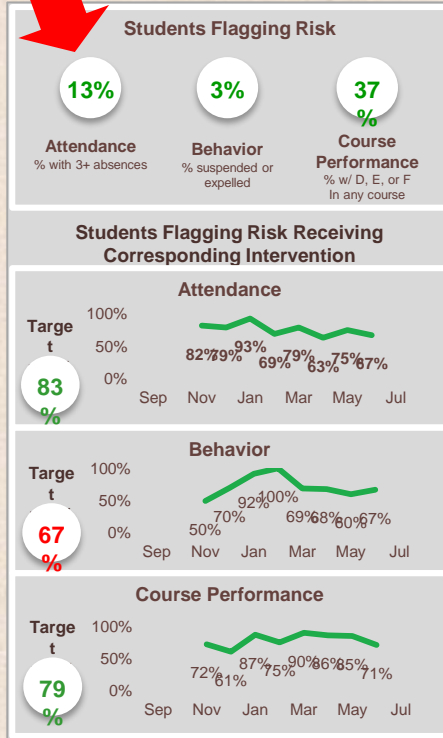 Students Flagging Risk
13%
3%
37
%
Attendance
% with 3+ absences
Behavior
% suspended or
expelled
Course
Performance
% w/ D, E, or F
In any course
Students Flagging Risk Receiving
Corresponding Intervention
Attendance
Targe
t
83
%
100%
50%
0%
82% 79% 93% 69% 79% 63% 75% 67%
Sep Nov Jan Mar May Jul
Behavior
Targe
t
67
%
100%
50%
0%
50% 70% 92% 100% 69% 68% 60% 67%
Sep Nov Jan Mar May Jul
Course Performance
Targe
t
79
%
100%
50%
0%
72% 61% 87% 75% 90% 86% 85% 71%
Sep Nov Jan Mar May Jul